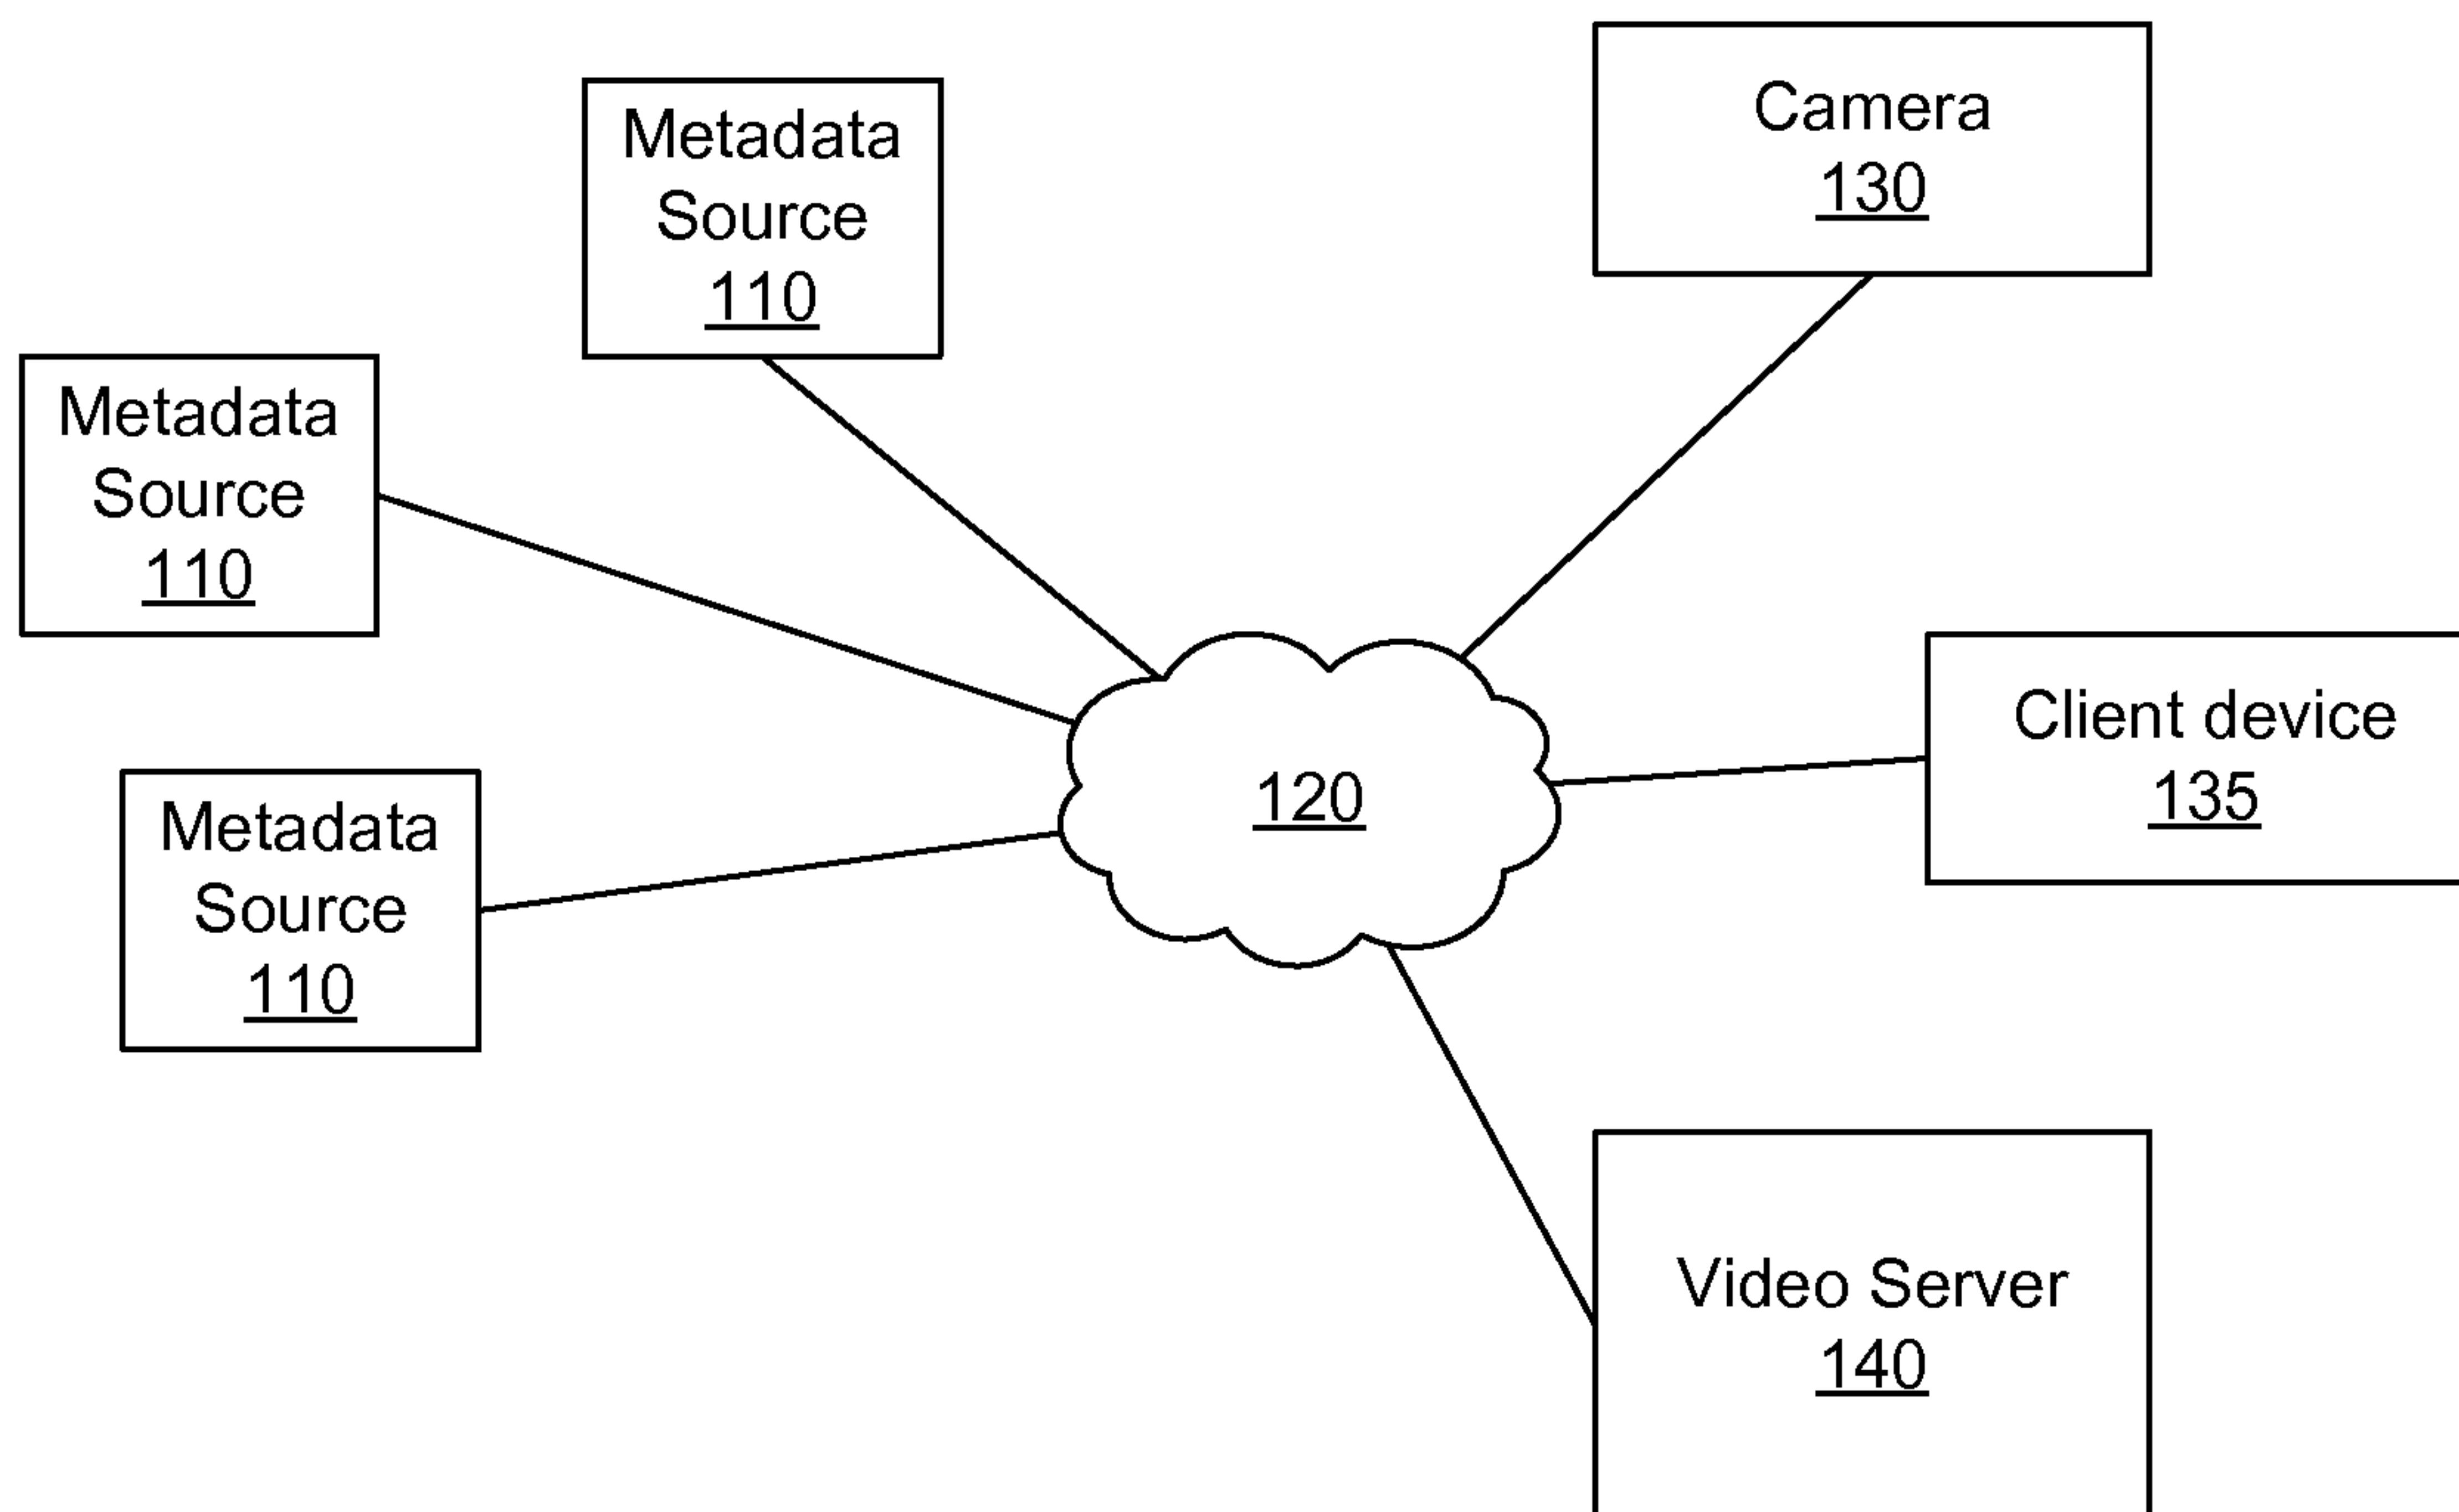 Camera
130
Metadata
Source
110
Metadata
Source
110
Client device
135
120
Metadata
Source
110
Video Server
140